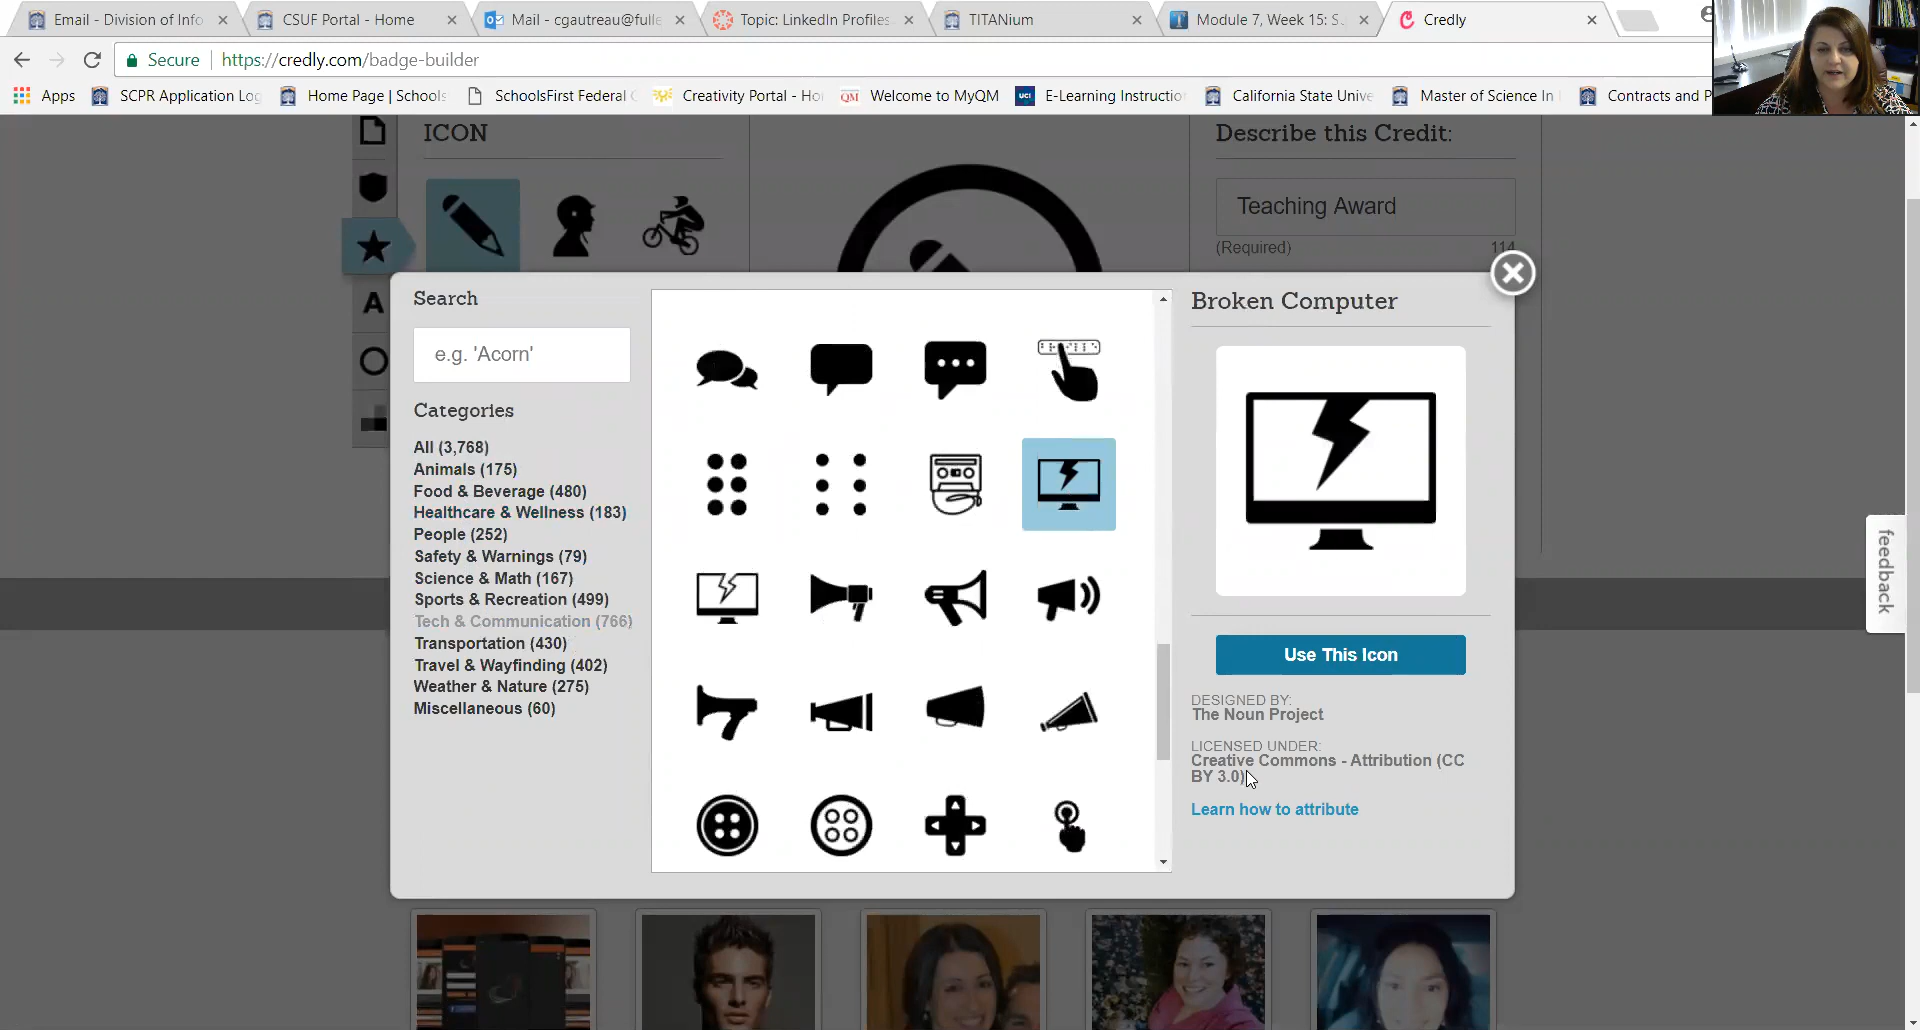 Email - Division of Info
CSUF Portal - Home
Mail - cgautreau@fulle
Topic: LinkedIn Profiles
TITANium
Module 7, Week 15: S
Credly
Secure
https://credly.com/badge-builder
Apps
SCPR Application Log
Home Page | Schools
SchoolsFirst Federal
Creativity Portal - Ho
QM
Welcome to MyQM
UCI
E-Learning Instructio
California State Unive
Master of Science In
Contracts and P
ICON
Describe this Credit:
Teaching Award
(Required)
114
A
Search
e.g. 'Acorn'
Categories
All (3,768)
Animals (175)
Food & Beverage (480)
Healthcare & Wellness (183)
People (252)
Safety & Warnings (79)
Science & Math (167)
Sports & Recreation (499)
Tech & Communication (766)
Transportation (430)
Travel & Wayfinding (402)
Weather & Nature (275)
Miscellaneous (60)
Broken Computer
Use This Icon
DESIGNED BY:
The Noun Project
LICENSED UNDER:
Creative Commons - Attribution (CC
BY 3.0)
Learn how to attribute
feedback